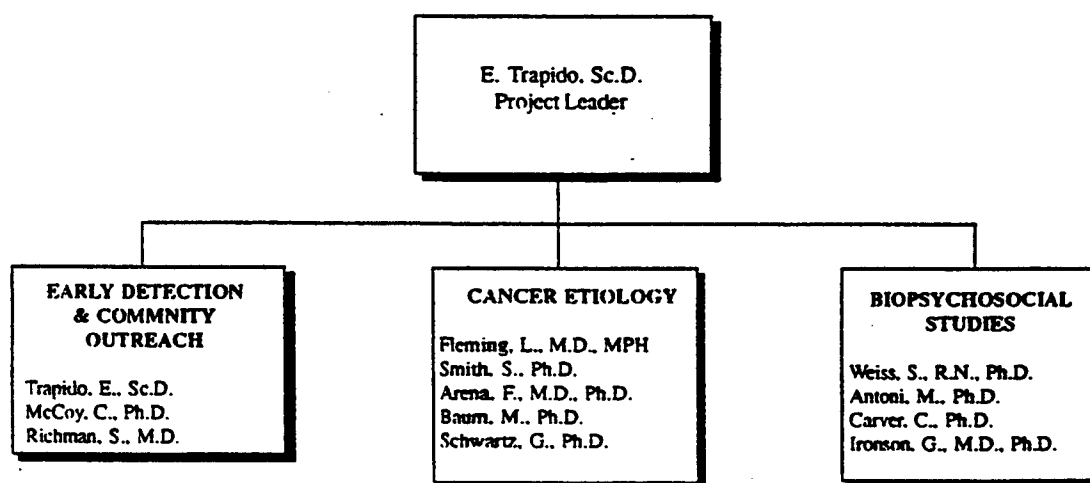 E. Trapido, Sc.D.
Project Leader
EARLY DETECTION
& COMMNITY
OUTREACH
Trapido, E., Sc.D.
McCoy, C., Ph.D.
Richman, S., M.D.
CANCER ETIOLOGY
Fleming, L., M.D., MPH
Smith, S., Ph.D.
Arena, F., M.D., Ph.D.
Baum, M., Ph.D.
Schwartz, G., Ph.D.
BIOPSYCHOSOCIAL
STUDIES
Weiss, S., R.N., Ph.D.
Antoni, M., Ph.D.
Carver, C., Ph.D.
Ironson, G., M.D., Ph.D.